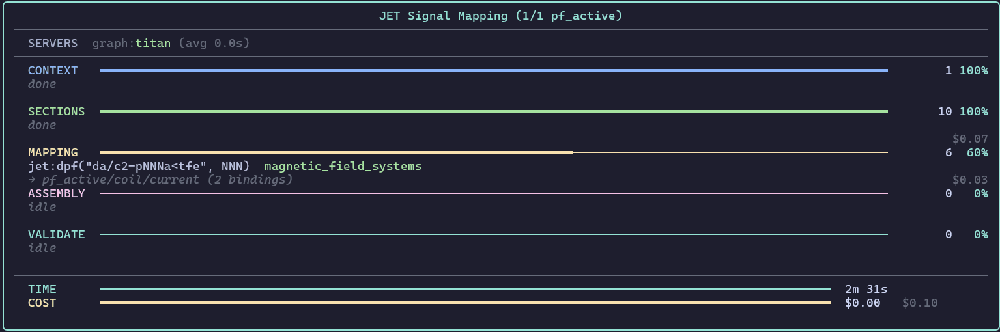 JET Signal Mapping (1/1 pf_active)
SERVERS graph:titan (avg 0.0s)
CONTEXT 1 100%
done
SECTIONS 10 100%
done
$0.07
MAPPING 6 60%
jet:dpf("da/c2-pNNNa<tfe", NNN) magnetic_field_systems
→ pf_active/coil/current (2 bindings) $0.03
ASSEMBLY 0 0%
idle
VALIDATE 0 0%
idle
TIME 2m 31s
COST $0.00 $0.10